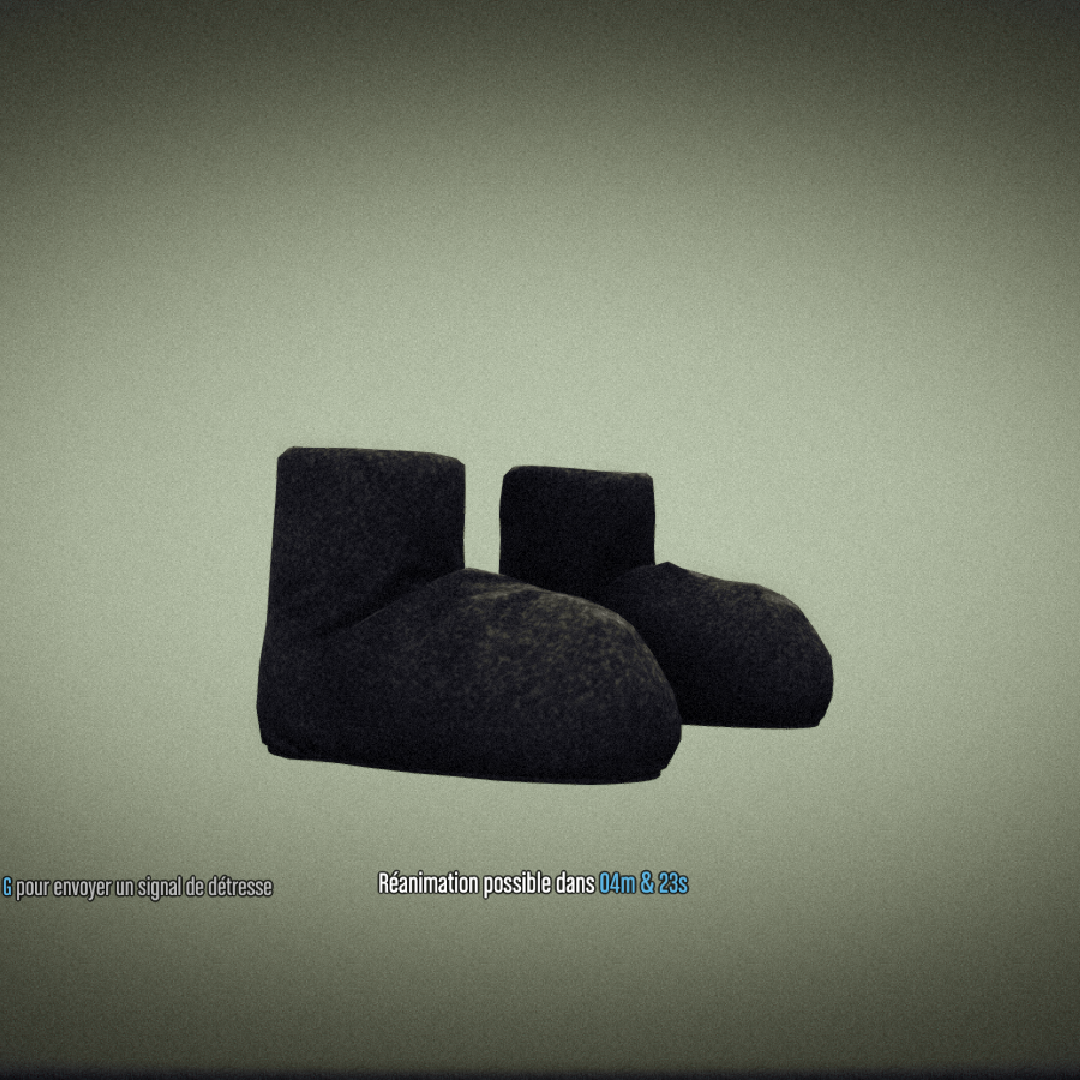 G pour envoyer un signal de détresse
Réanimation possible dans 04m & 23s